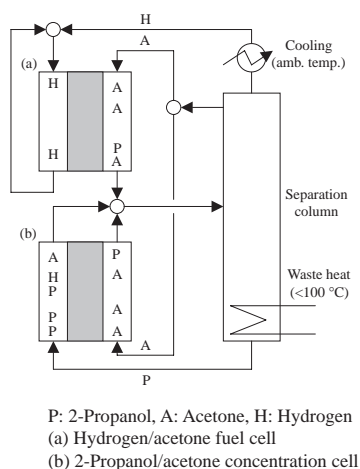 H
A
Cooling
(amb. temp.)
(a)
H
A
A
H
P
A
Separation
column
(b)
A
H
P
P
P
P
A
A
A
Waste heat
(<100 °C)
A
P
P: 2-Propanol, A: Acetone, H: Hydrogen
(a) Hydrogen/acetone fuel cell
(b) 2-Propanol/acetone concentration cell